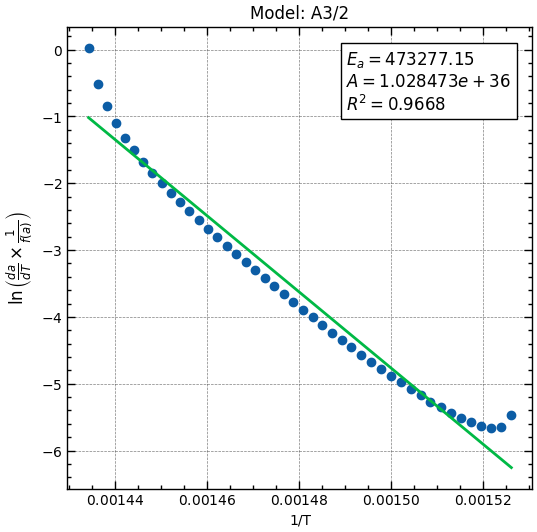 Model: A3/2
E_a = 473277.15
A = 1.028473e + 36
R^2 = 0.9668
0
−1
−2
−3
−4
−5
−6
ln(da/dT × 1/f(a))
0.00144 0.00146 0.00148 0.00150 0.00152
1/T